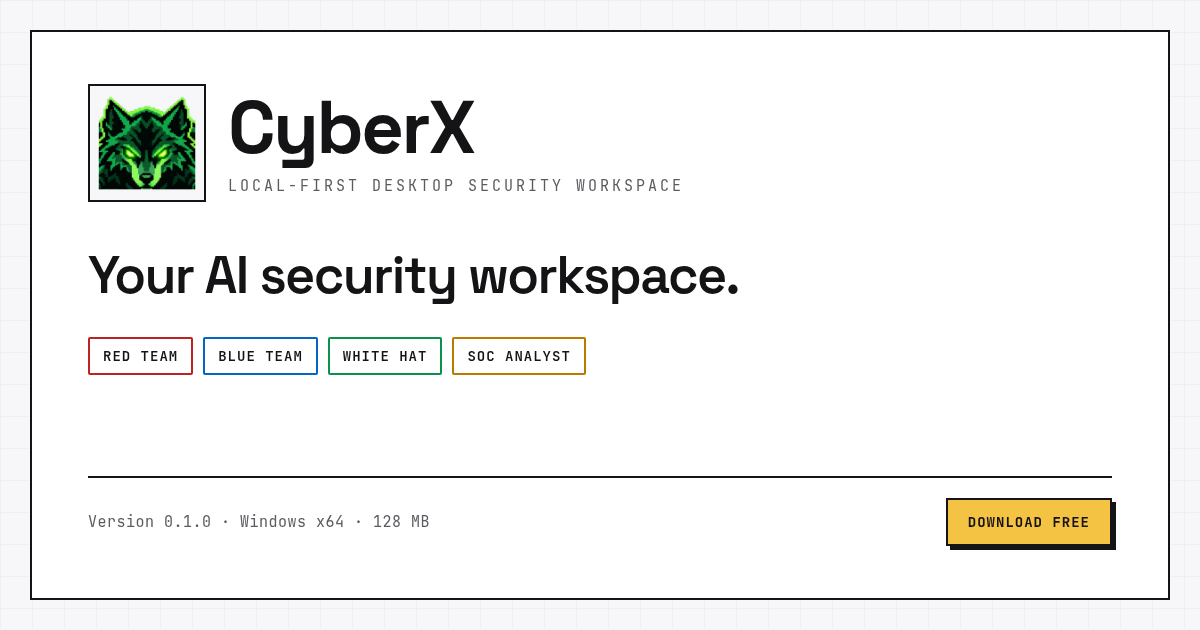 CyberX
LOCAL-FIRST DESKTOP SECURITY WORKSPACE
Your AI security workspace.
RED TEAM
BLUE TEAM
WHITE HAT
SOC ANALYST
Version 0.1.0 · Windows x64 · 128 MB
DOWNLOAD FREE